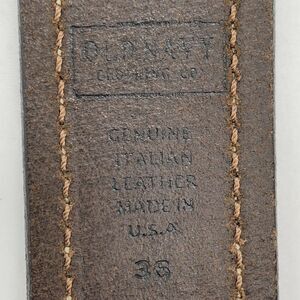 OLD NAVY
CLOTHING CO.
GENUINE
ITALIAN
LEATHER
MADE IN
U.S.A
36